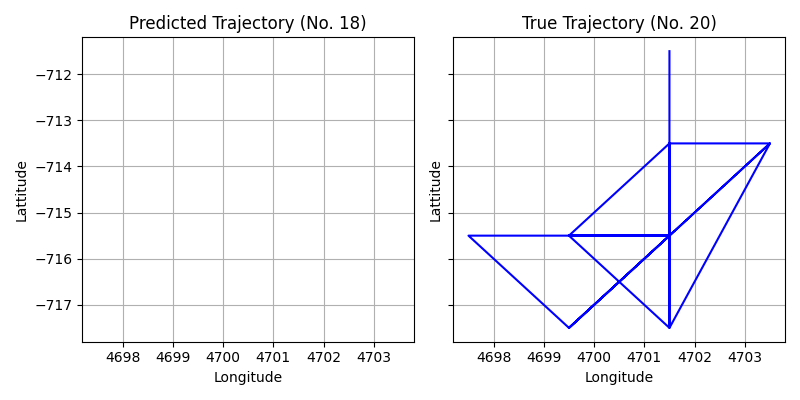 Predicted Trajectory (No. 18)
−712
−713
−714
−715
−716
−717
Lattitude
4698 4699 4700 4701 4702 4703
Longitude
True Trajectory (No. 20)
Lattitude
4698 4699 4700 4701 4702 4703
Longitude